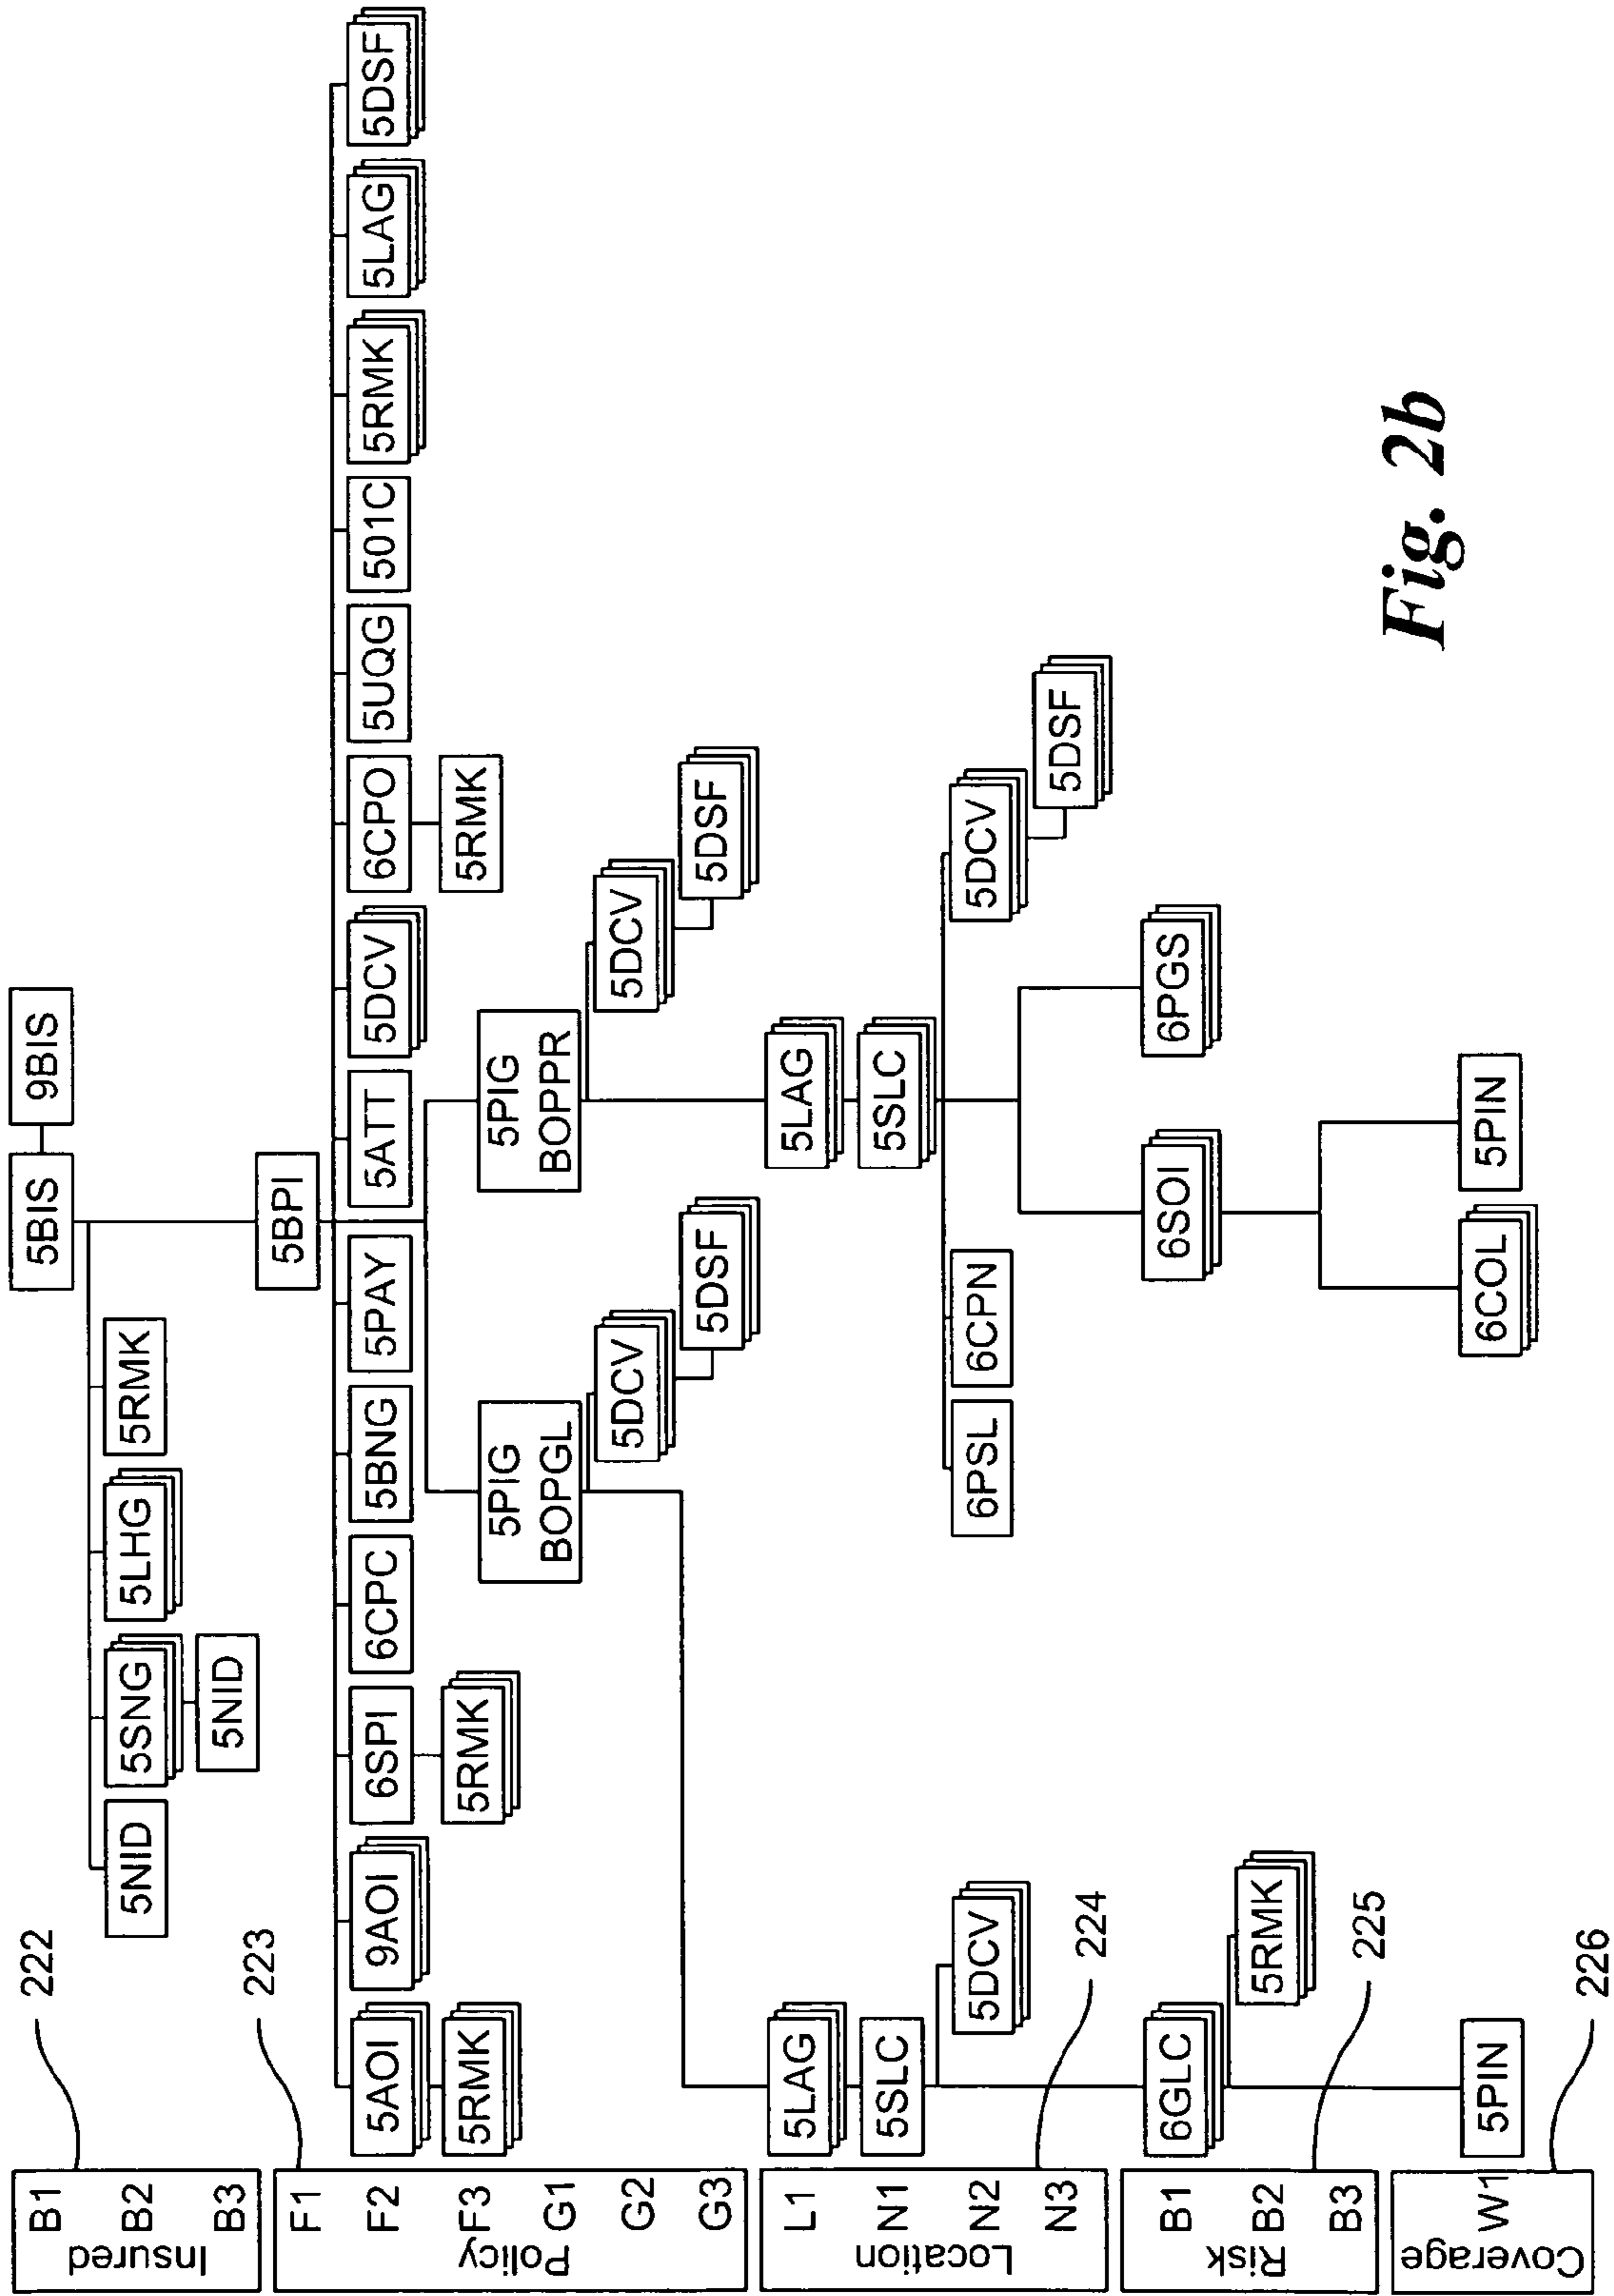 5BIS
9BIS
5NID
5SNG
5LHG
5RMK
5NID
5BPI
5AOI
9AOI
6SPI
6CPC
5BNG
5PAY
5ATT
5DCV
6CPO
5UQG
501C
5RMK
5LAG
5DSF
5RMK
5RMK
5RMK
5PIG
BOPGL
5PIG
BOPPR
5DCV
5DCV
5DSF
5DSF
5LAG
5LAG
5SLC
5SLC
5DCV
6PSL
6CPN
5DCV
5DSF
6GLC
6SOI
6PGS
5RMK
5PIN
6COL
5PIN
Insured
B1
B2
B3
222
Policy
F1
F2
F3
G1
G2
G3
223
Location
L1
N1
N2
N3
224
Risk
B1
B2
B3
225
Coverage
W1
226
Fig. 2b